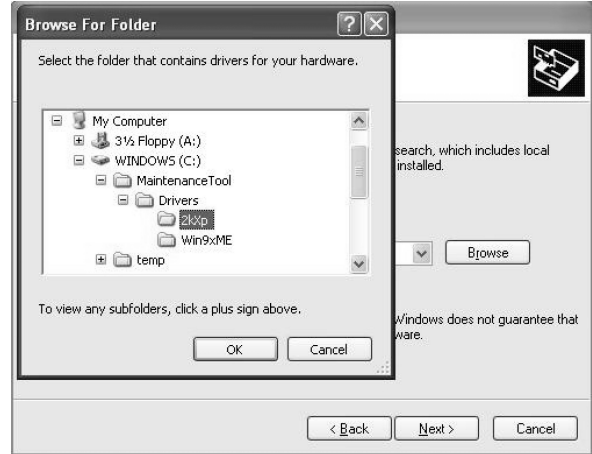 Browse For Folder
Select the folder that contains drivers for your hardware.
My Computer
3½ Floppy (A:)
WINDOWS (C:)
MaintenanceTool
Drivers
2kXp
Win9xME
temp
To view any subfolders, click a plus sign above.
OK Cancel
search, which includes local
installed.
Browse
Windows does not guarantee that
ware.
< Back Next > Cancel